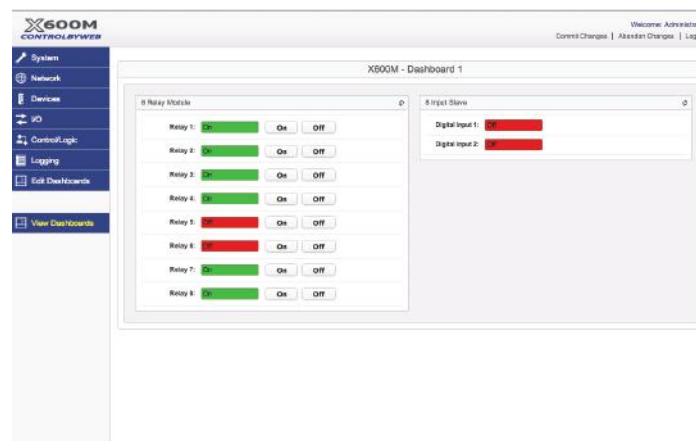 X600M
CONTROLBYWEB
Welcome: Administ
Commit Changes | Abandon Changes | Log
System
Network
Devices
I/O
Control/Logic
Logging
Edit Dashboards
View Dashboards
X600M - Dashboard 1
8 Relay Module
Relay 1: On On Off
Relay 2: On On Off
Relay 3: On On Off
Relay 4: On On Off
Relay 5: Off On Off
Relay 6: Off On Off
Relay 7: On On Off
Relay 8: On On Off
8 Input Slave
Digital Input 1: Off
Digital Input 2: Off